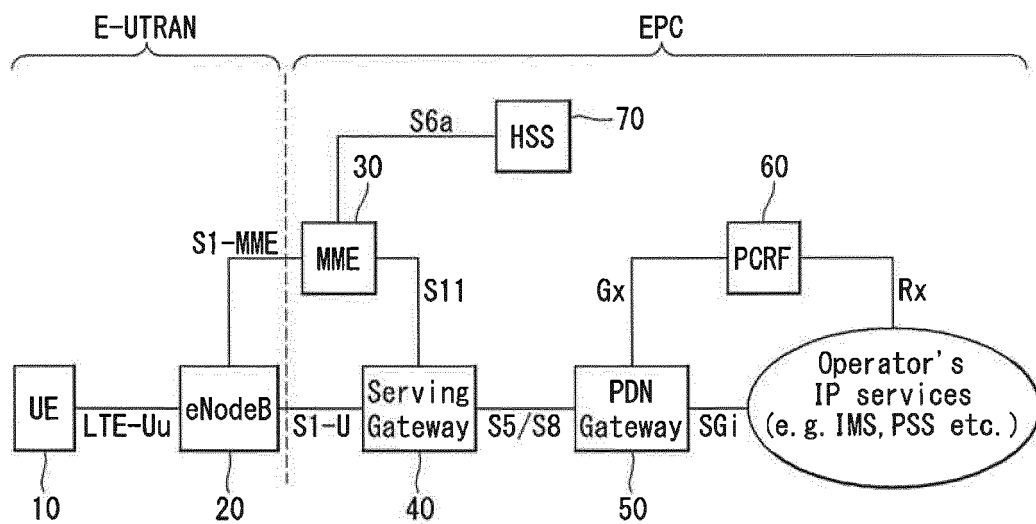 E-UTRAN
EPC
S6a
HSS
70
30
60
S1-MME
MME
S11
Gx
PCRF
Rx
UE
LTE-Uu
eNodeB
S1-U
Serving
Gateway
S5/S8
PDN
Gateway
SGi
Operator's
IP services
(e.g. IMS, PSS etc.)
10
20
40
50